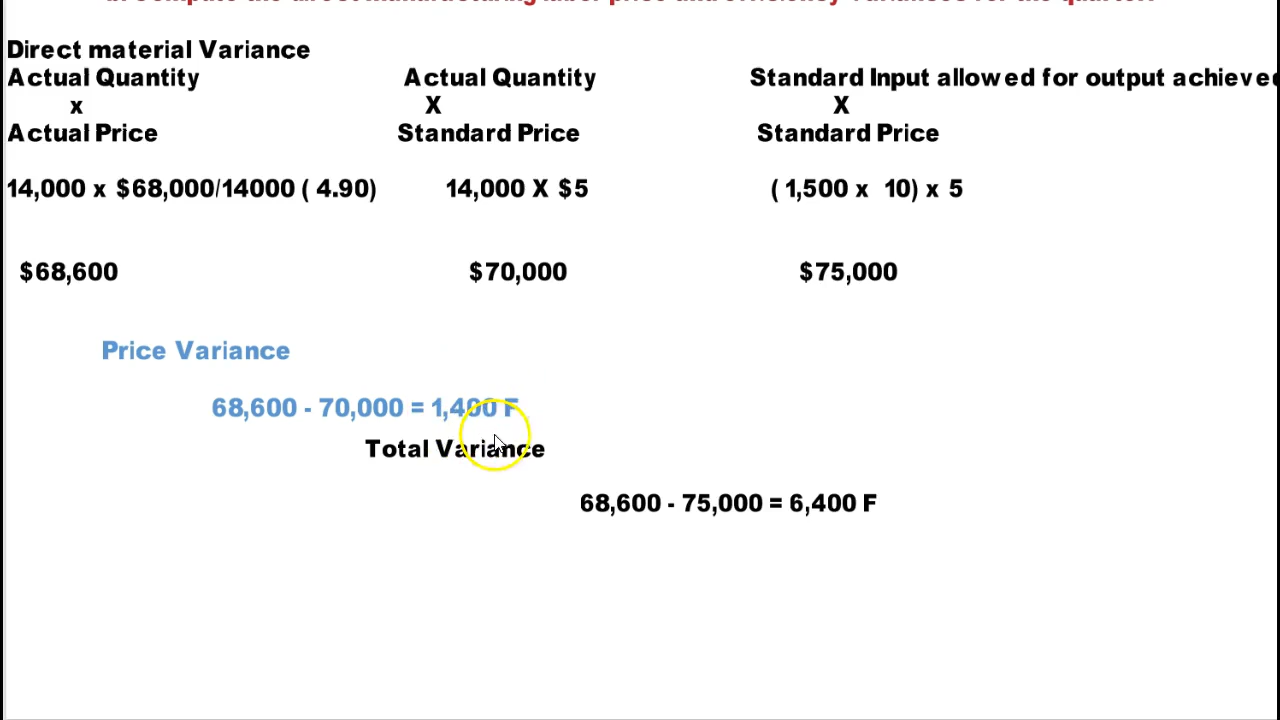 Direct material Variance
Actual Quantity Actual Quantity Standard Input allowed for output achieved
x X X
Actual Price Standard Price Standard Price
14,000 x $68,000/14000 ( 4.90) 14,000 X $5 ( 1,500 x 10) x 5
$68,600 $70,000 $75,000
Price Variance
68,600 - 70,000 = 1,400 F
Total Variance
68,600 - 75,000 = 6,400 F